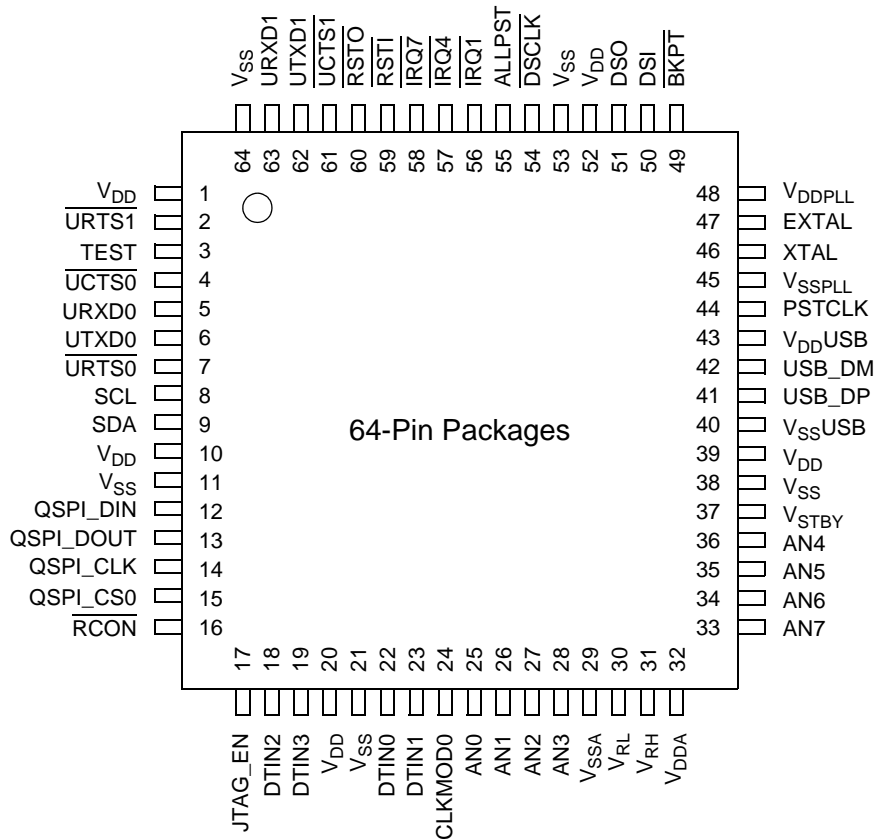 VSS
URXD1
UTXD1
UCTS1
RSTO
RSTI
IRQ7
IRQ4
IRQ1
ALLPST
DSCLK
VSS
VDD
DSO
DSI
BKPT
64
63
62
61
60
59
58
57
56
55
54
53
52
51
50
49
VDD 1
URTS1 2
TEST 3
UCTS0 4
URXD0 5
UTXD0 6
URTS0 7
SCL 8
SDA 9
VDD 10
VSS 11
QSPI_DIN 12
QSPI_DOUT 13
QSPI_CLK 14
QSPI_CS0 15
RCON 16
64-Pin Packages
48 VDDPLL
47 EXTAL
46 XTAL
45 VSSPLL
44 PSTCLK
43 VDDUSB
42 USB_DM
41 USB_DP
40 VSSUSB
39 VDD
38 VSS
37 VSTBY
36 AN4
35 AN5
34 AN6
33 AN7
17
18
19
20
21
22
23
24
25
26
27
28
29
30
31
32
JTAG_EN
DTIN2
DTIN3
VDD
VSS
DTIN0
DTIN1
CLKMOD0
AN0
AN1
AN2
AN3
VSSA
VRL
VRH
VDDA